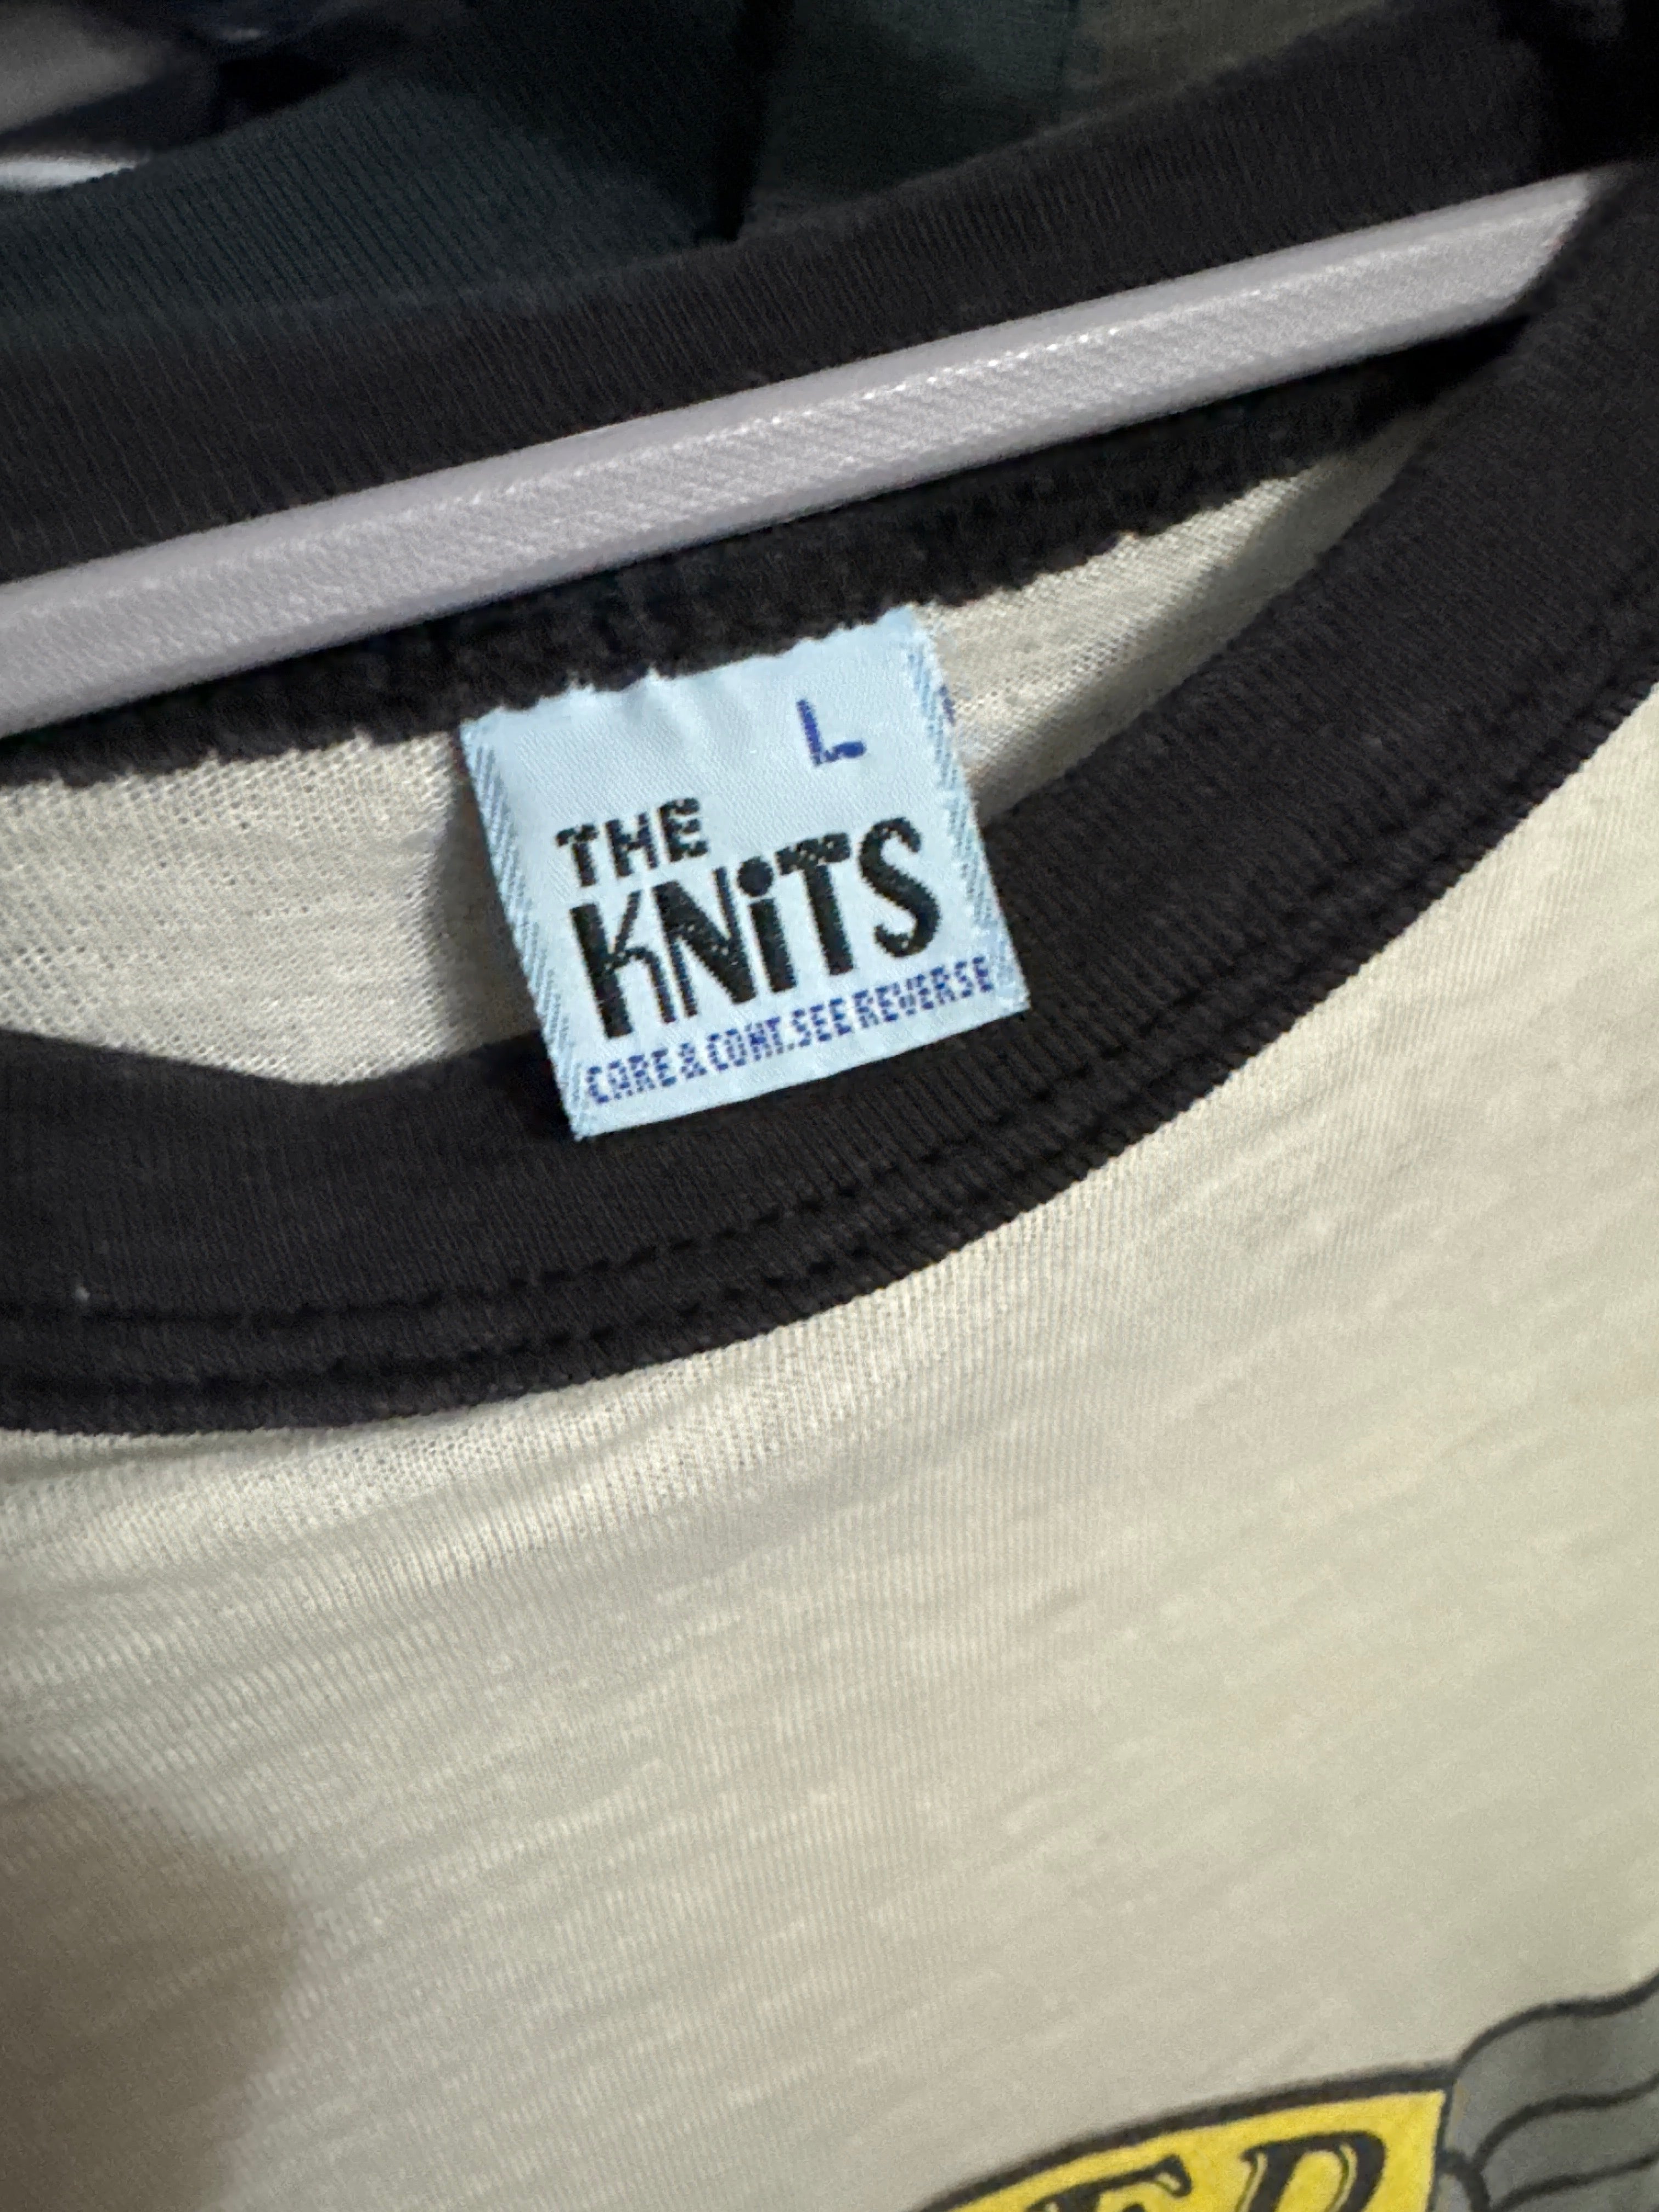 L
THE
KNiTS
CARE & CONT. SEE REVERSE